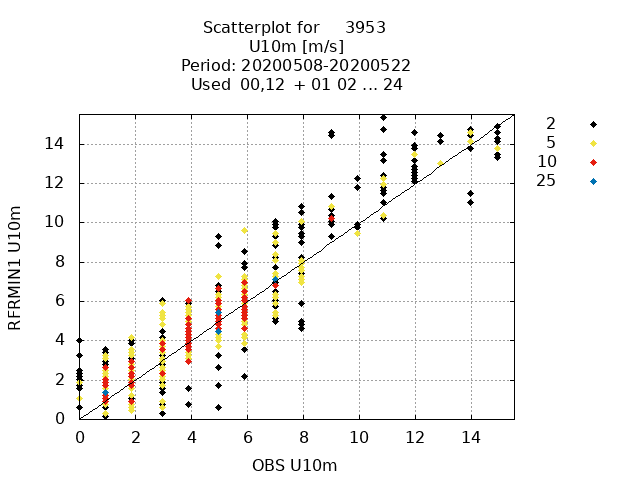 Scatterplot for 3953
U10m [m/s]
Period: 20200508-20200522
Used 00,12 + 01 02 ... 24
2
5
10
25
RFRMIN1 U10m
14
12
10
8
6
4
2
0
0 2 4 6 8 10 12 14
OBS U10m